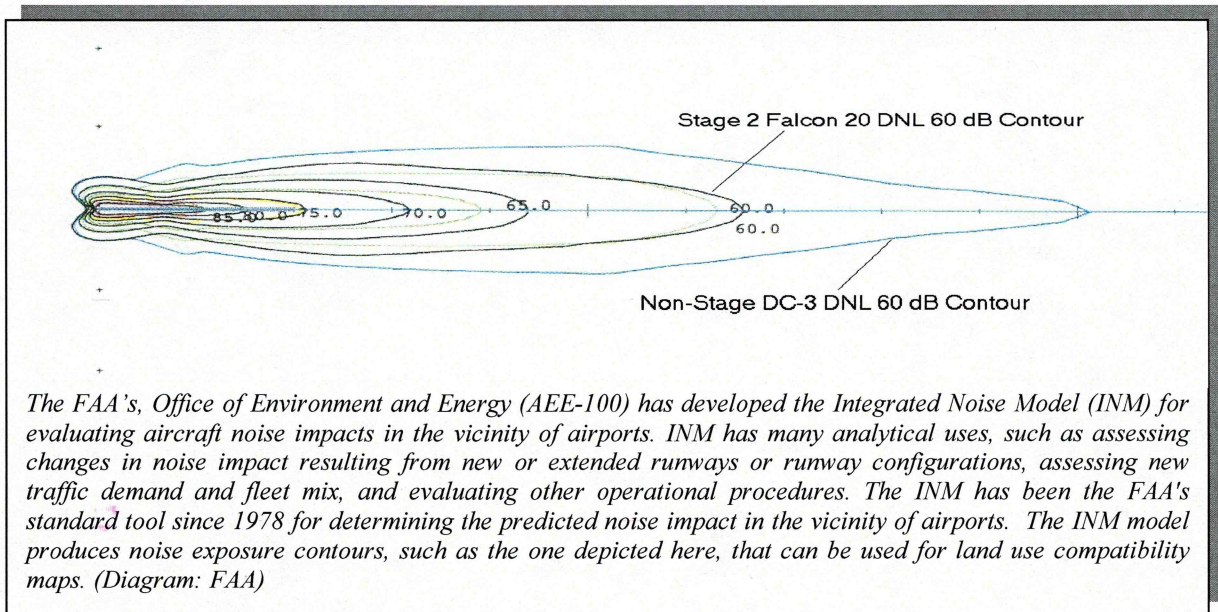 Stage 2 Falcon 20 DNL 60 dB Contour
85.0 80.0 75.0 70.0 65.0 60.0
60.0
Non-Stage DC-3 DNL 60 dB Contour
The FAA's, Office of Environment and Energy (AEE-100) has developed the Integrated Noise Model (INM) for
evaluating aircraft noise impacts in the vicinity of airports. INM has many analytical uses, such as assessing
changes in noise impact resulting from new or extended runways or runway configurations, assessing new
traffic demand and fleet mix, and evaluating other operational procedures. The INM has been the FAA's
standard tool since 1978 for determining the predicted noise impact in the vicinity of airports. The INM model
produces noise exposure contours, such as the one depicted here, that can be used for land use compatibility
maps. (Diagram: FAA)